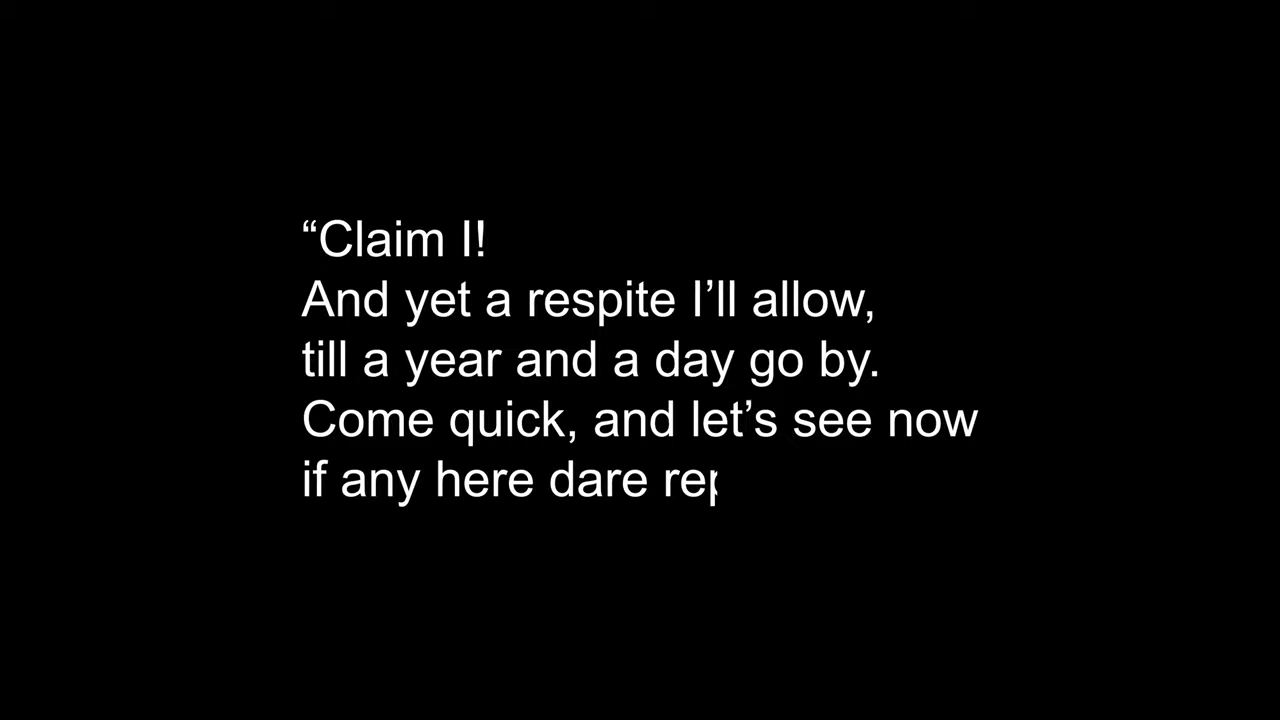 “Claim I!
And yet a respite I’ll allow,
till a year and a day go by.
Come quick, and let’s see now
if any here dare